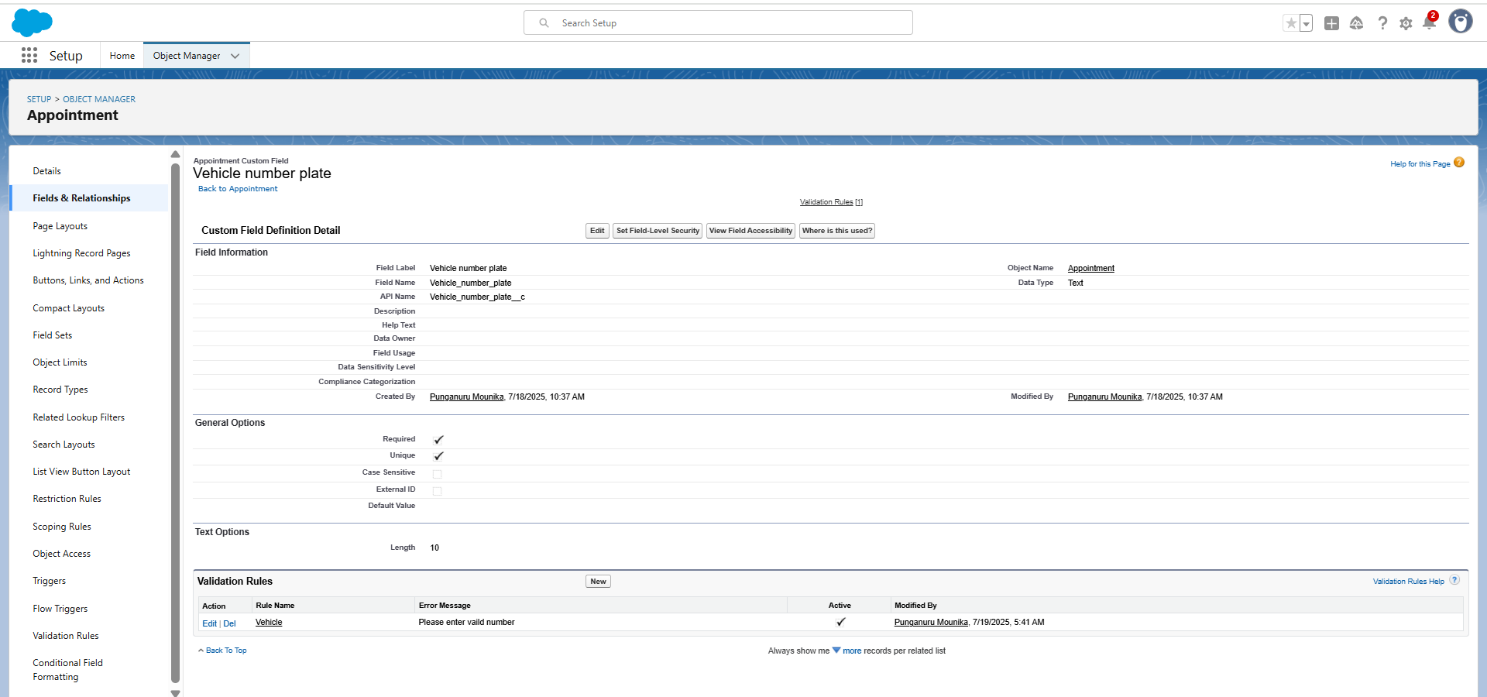 Search Setup
2
Setup
Home
Object Manager
SETUP > OBJECT MANAGER
Appointment
Details
Fields & Relationships
Page Layouts
Lightning Record Pages
Buttons, Links, and Actions
Compact Layouts
Field Sets
Object Limits
Record Types
Related Lookup Filters
Search Layouts
List View Button Layout
Restriction Rules
Scoping Rules
Object Access
Triggers
Flow Triggers
Validation Rules
Conditional Field
Formatting
Appointment Custom Field
Vehicle number plate
Back to Appointment
Help for this Page ?
Validation Rules [1]
Custom Field Definition Detail
Edit Set Field-Level Security View Field Accessibility Where is this used?
Field Information
Field Label Vehicle number plate Object Name Appointment
Field Name Vehicle_number_plate Data Type Text
API Name Vehicle_number_plate__c
Description
Help Text
Data Owner
Field Usage
Data Sensitivity Level
Compliance Categorization
Created By Punganuru Mounika, 7/18/2025, 10:37 AM Modified By Punganuru Mounika, 7/18/2025, 10:37 AM
General Options
Required
Unique
Case Sensitive
External ID
Default Value
Text Options
Length 10
Validation Rules New Validation Rules Help ?
Action Rule Name Error Message Active Modified By
Edit | Del Vehicle Please enter vaild number Punganuru Mounika, 7/19/2025, 5:41 AM
Back To Top Always show me more records per related list